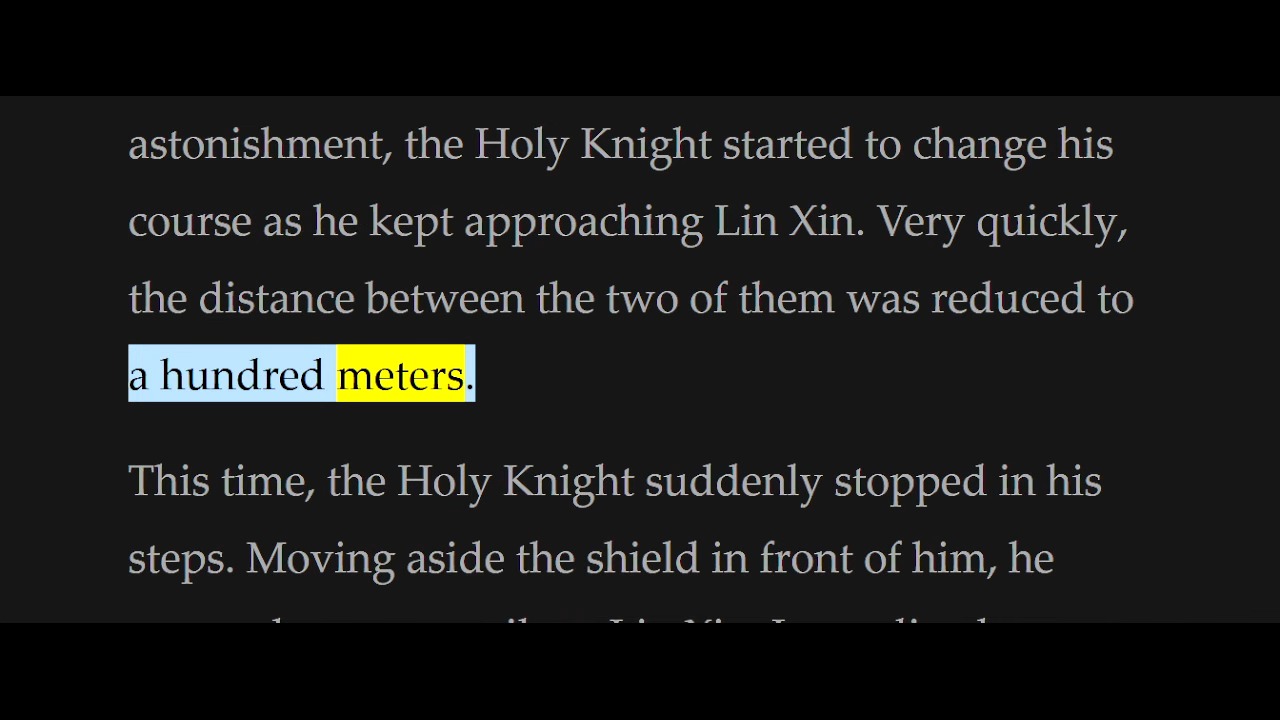 astonishment, the Holy Knight started to change his
course as he kept approaching Lin Xin. Very quickly,
the distance between the two of them was reduced to
a hundred meters.
This time, the Holy Knight suddenly stopped in his
steps. Moving aside the shield in front of him, he